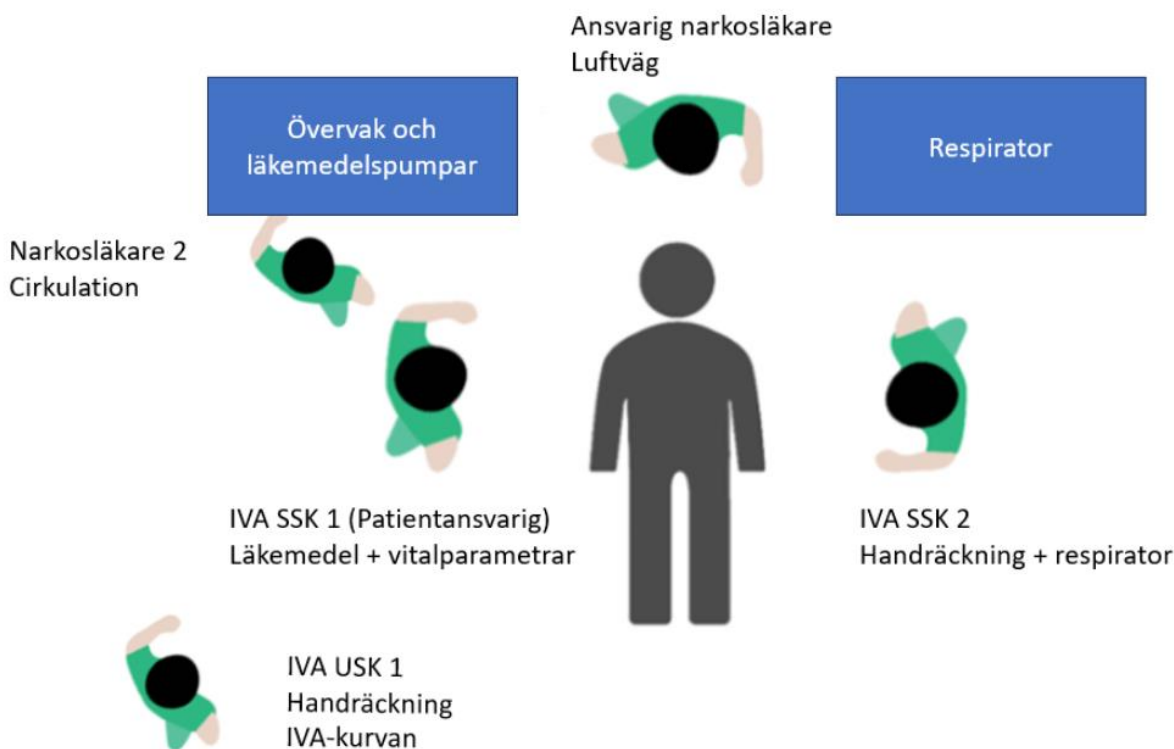 Ansvarig narkosläkare
Luftväg
Övervak och
läkemedelspumpar
Respirator
Narkosläkare 2
Cirkulation
IVA SSK 1 (Patientansvarig)
Läkemedel + vitalparametrar
IVA SSK 2
Handräckning + respirator
IVA USK 1
Handräckning
IVA-kurvan